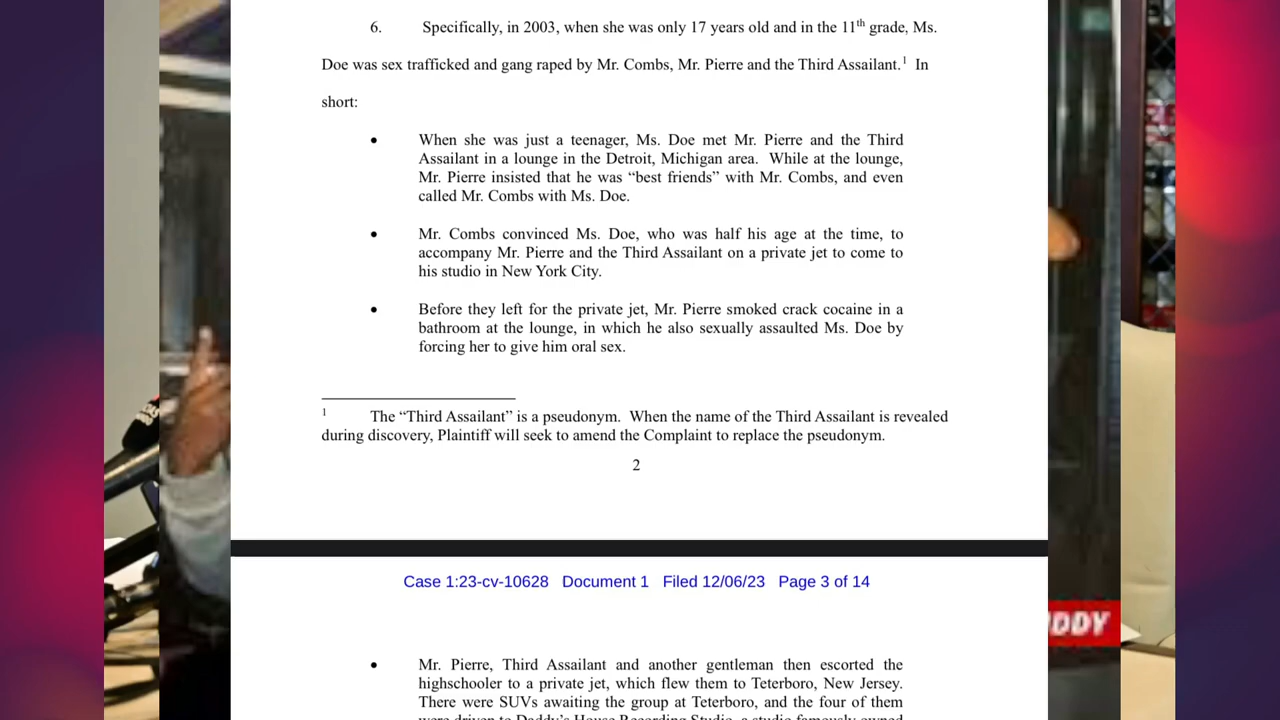 6. Specifically, in 2003, when she was only 17 years old and in the 11th grade, Ms.
Doe was sex trafficked and gang raped by Mr. Combs, Mr. Pierre and the Third Assailant.1 In
short:
• When she was just a teenager, Ms. Doe met Mr. Pierre and the Third
Assailant in a lounge in the Detroit, Michigan area. While at the lounge,
Mr. Pierre insisted that he was “best friends” with Mr. Combs, and even
called Mr. Combs with Ms. Doe.
• Mr. Combs convinced Ms. Doe, who was half his age at the time, to
accompany Mr. Pierre and the Third Assailant on a private jet to come to
his studio in New York City.
• Before they left for the private jet, Mr. Pierre smoked crack cocaine in a
bathroom at the lounge, in which he also sexually assaulted Ms. Doe by
forcing her to give him oral sex.
1 The “Third Assailant” is a pseudonym. When the name of the Third Assailant is revealed
during discovery, Plaintiff will seek to amend the Complaint to replace the pseudonym.
2
Case 1:23-cv-10628 Document 1 Filed 12/06/23 Page 3 of 14
IDDY
• Mr. Pierre, Third Assailant and another gentleman then escorted the
highschooler to a private jet, which flew them to Teterboro, New Jersey.
There were SUVs awaiting the group at Teterboro, and the four of them
were driven to Daddy’s House Recording Studio, a studio famously owned